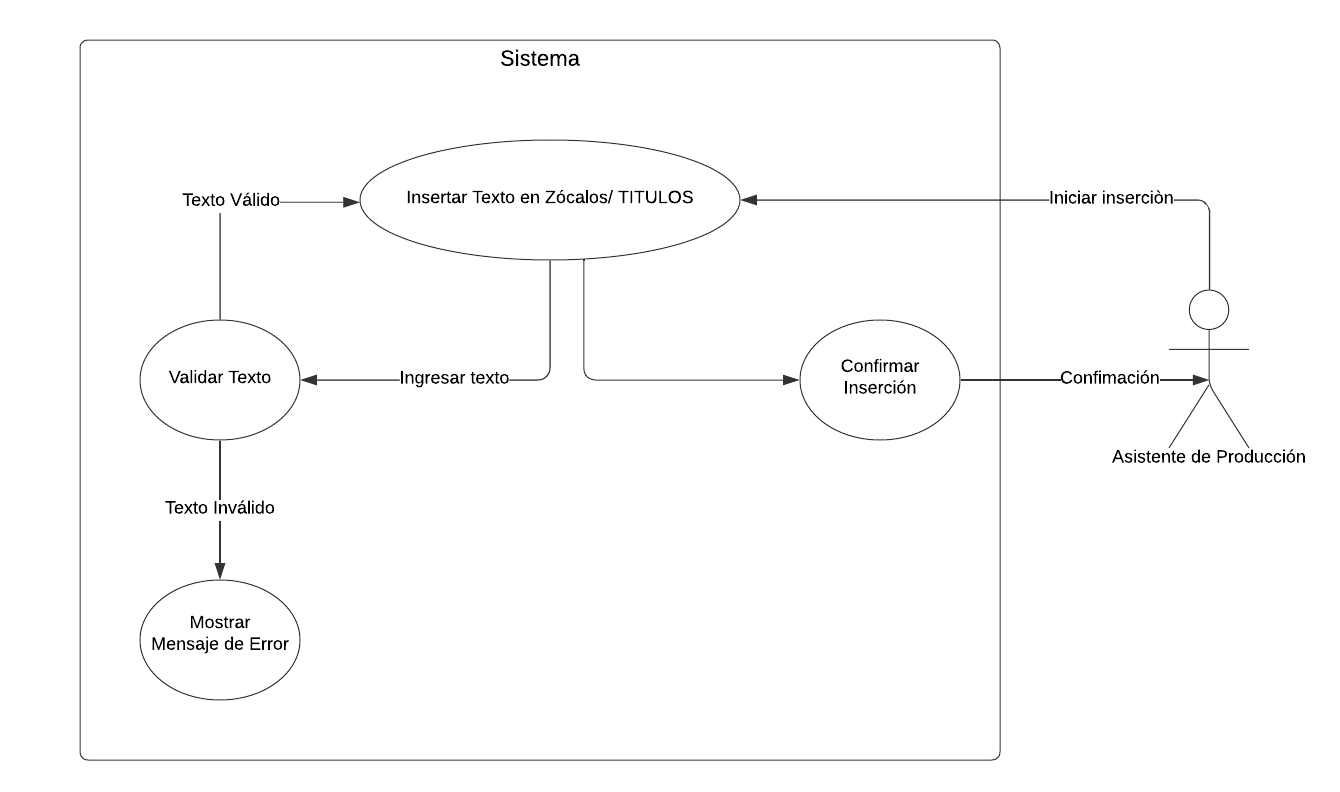 Sistema
Texto Válido
Insertar Texto en Zócalos/ TITULOS
Iniciar inserciòn
Validar Texto
Ingresar texto
Confirmar
Inserción
Confimación
Asistente de Producción
Texto Inválido
Mostrar
Mensaje de Error